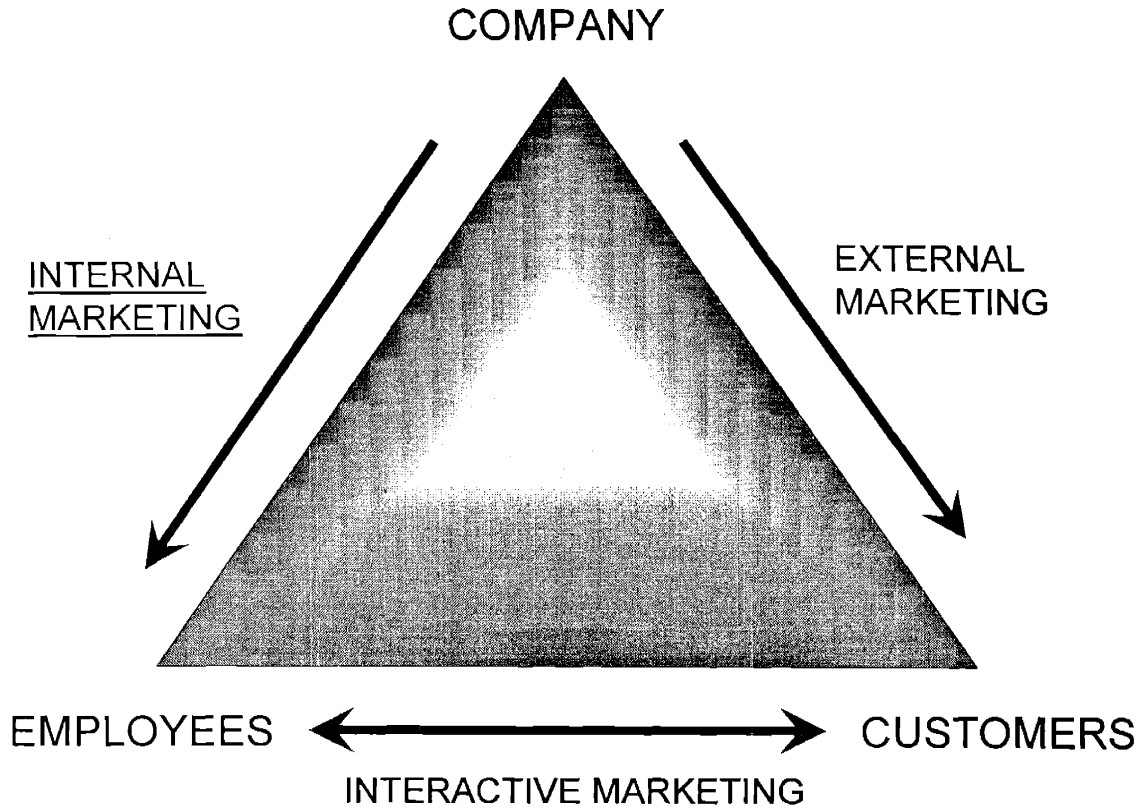 COMPANY
INTERNAL
MARKETING
EXTERNAL
MARKETING
EMPLOYEES
CUSTOMERS
INTERACTIVE MARKETING